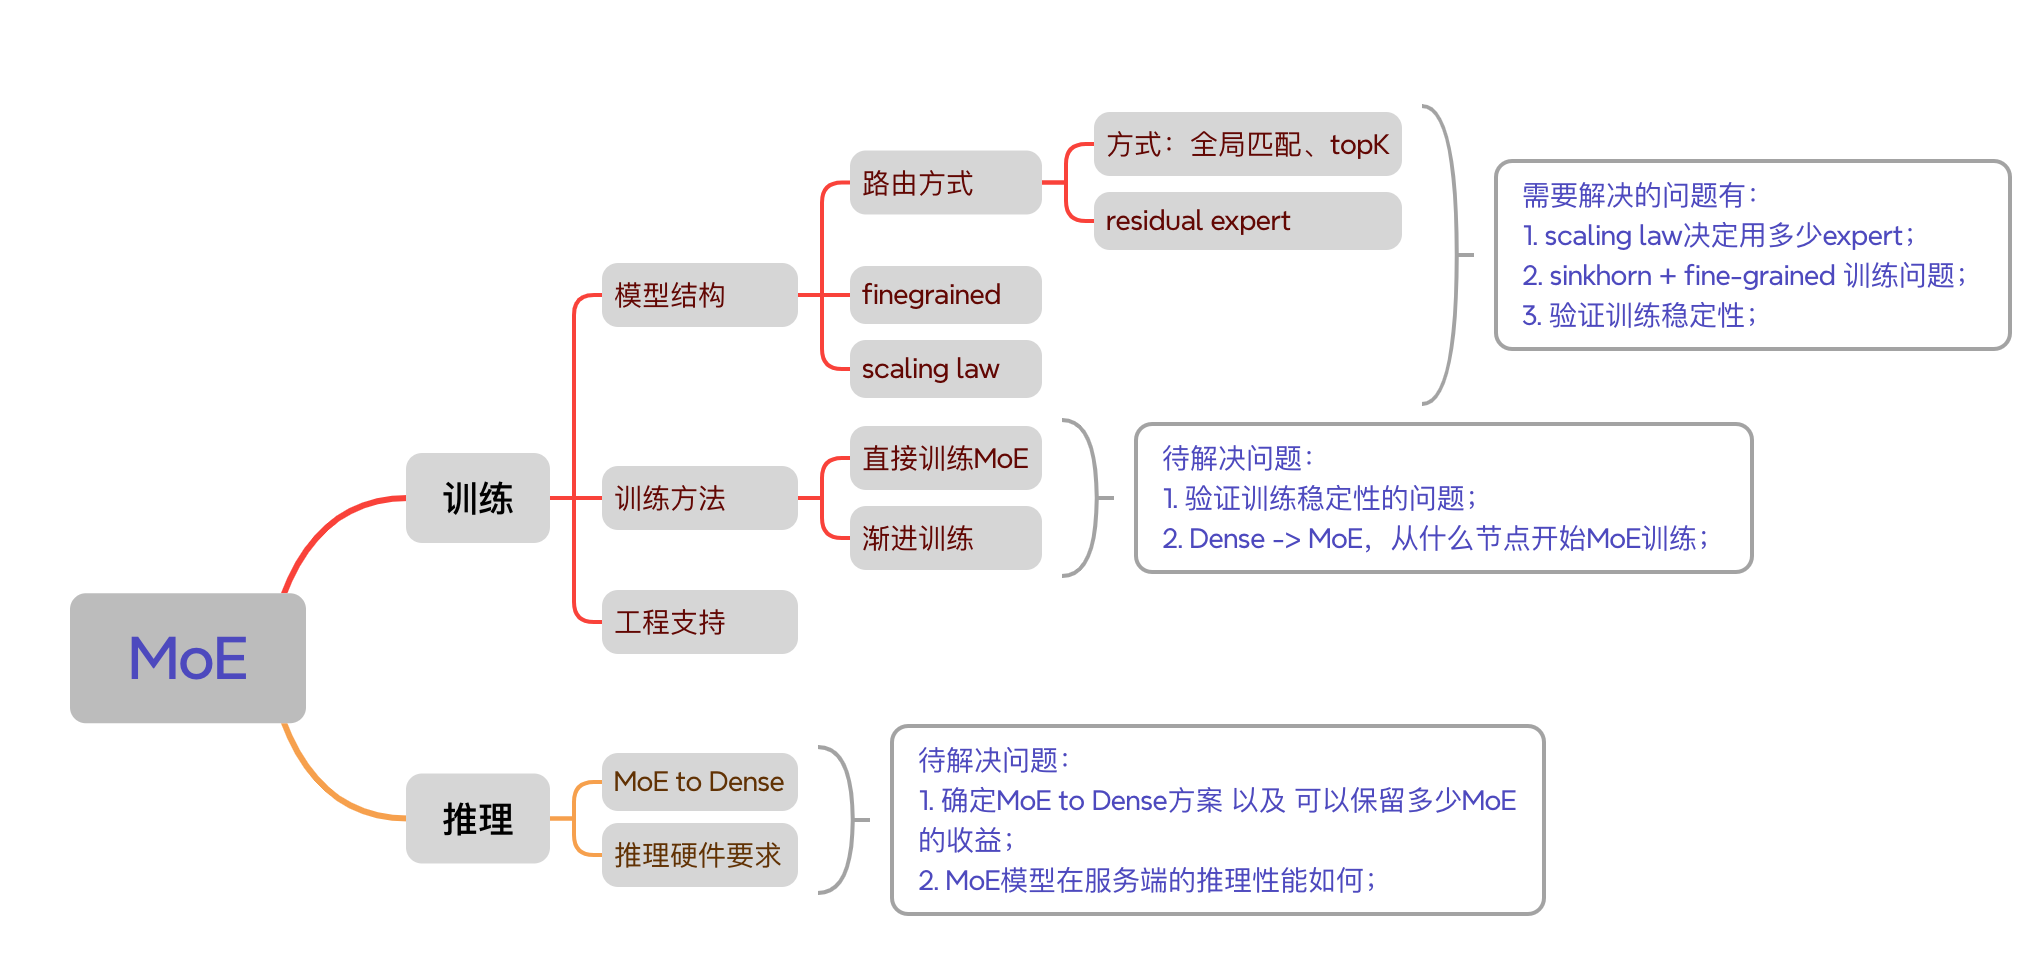 MoE
训练
模型结构
路由方式
方式：全局匹配、topK
residual expert
finegrained
scaling law
需要解决的问题有：
1. scaling law决定用多少expert；
2. sinkhorn + fine-grained 训练问题；
3. 验证训练稳定性；
训练方法
直接训练MoE
渐进训练
待解决问题：
1. 验证训练稳定性的问题；
2. Dense -> MoE，从什么节点开始MoE训练；
工程支持
推理
MoE to Dense
推理硬件要求
待解决问题：
1. 确定MoE to Dense方案 以及 可以保留多少MoE
的收益；
2. MoE模型在服务端的推理性能如何；